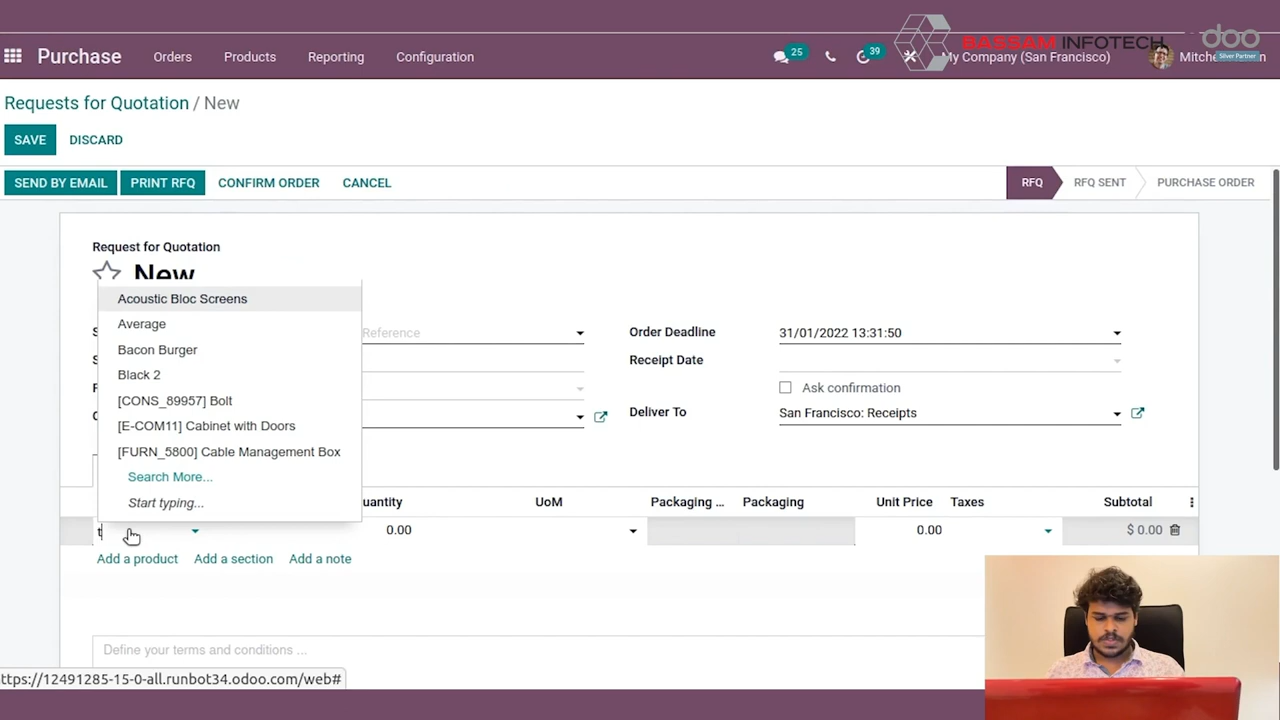 BASSAM INFOTECH
doo
Silver Partner
Purchase
Orders
Products
Reporting
Configuration
25
39
My Company (San Francisco)
Requests for Quotation / New
SAVE
DISCARD
SEND BY EMAIL
PRINT RFQ
CONFIRM ORDER
CANCEL
RFQ
RFQ SENT
PURCHASE ORDER
Request for Quotation
New
Reference
Order Deadline
31/01/2022 13:31:50
Receipt Date
Ask confirmation
Deliver To
San Francisco: Receipts
Acoustic Bloc Screens
Average
Bacon Burger
Black 2
[CONS_89957] Bolt
[E-COM11] Cabinet with Doors
[FURN_5800] Cable Management Box
Search More...
Start typing...
uantity
UoM
Packaging ...
Packaging
Unit Price
Taxes
Subtotal
t
0.00
0.00
$ 0.00
Add a product
Add a section
Add a note
Define your terms and conditions ...
ttps://12491285-15-0-all.runbot34.odoo.com/web#